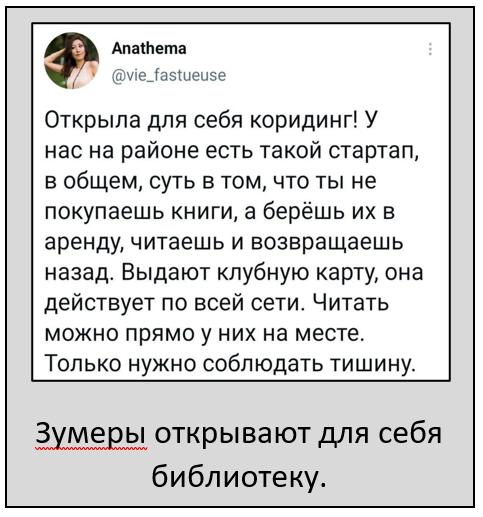 Anathema
@vie_fastueuse
Открыла для себя коридинг! У
нас на районе есть такой стартап,
в общем, суть в том, что ты не
покупаешь книги, а берёшь их в
аренду, читаешь и возвращаешь
назад. Выдают клубную карту, она
действует по всей сети. Читать
можно прямо у них на месте.
Только нужно соблюдать тишину.
Зумеры открывают для себя
библиотеку.